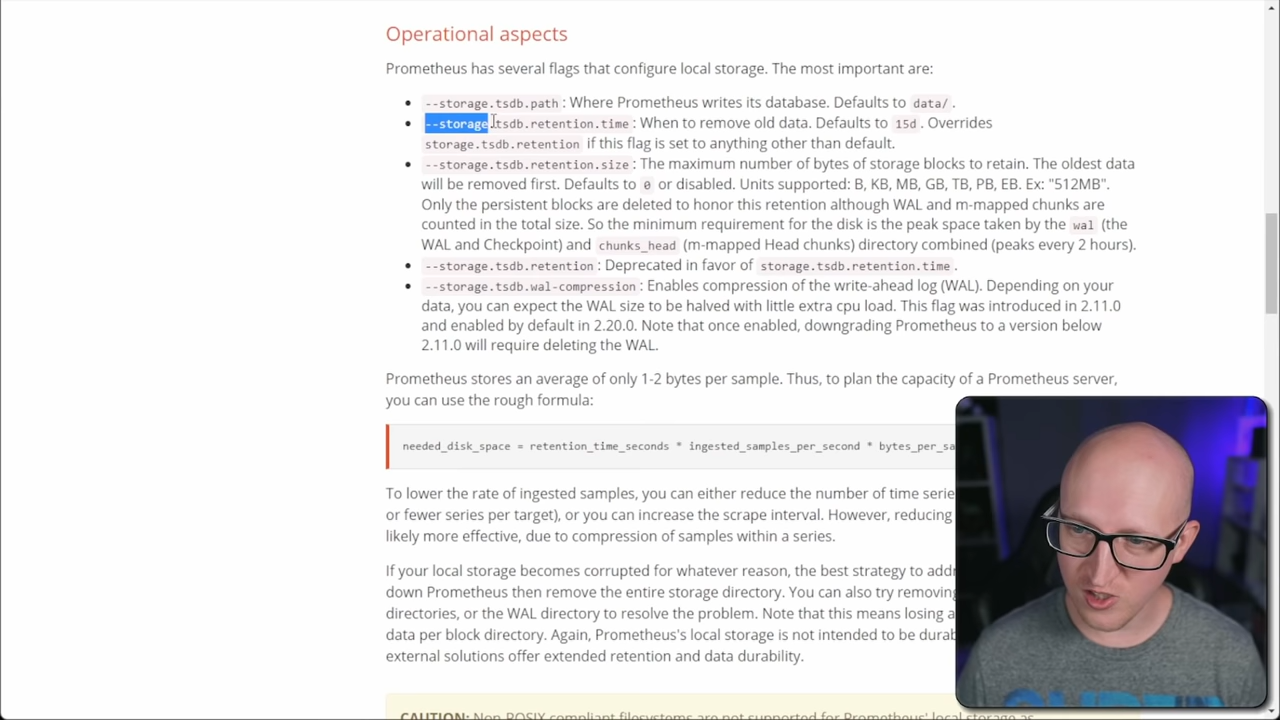 Operational aspects
Prometheus has several flags that configure local storage. The most important are:
--storage.tsdb.path: Where Prometheus writes its database. Defaults to data/ .
--storage.tsdb.retention.time: When to remove old data. Defaults to 15d. Overrides
storage.tsdb.retention if this flag is set to anything other than default.
--storage.tsdb.retention.size: The maximum number of bytes of storage blocks to retain. The oldest data
will be removed first. Defaults to 0 or disabled. Units supported: B, KB, MB, GB, TB, PB, EB. Ex: "512MB".
Only the persistent blocks are deleted to honor this retention although WAL and m-mapped chunks are
counted in the total size. So the minimum requirement for the disk is the peak space taken by the wal (the
WAL and Checkpoint) and chunks_head (m-mapped Head chunks) directory combined (peaks every 2 hours).
--storage.tsdb.retention: Deprecated in favor of storage.tsdb.retention.time.
--storage.tsdb.wal-compression: Enables compression of the write-ahead log (WAL). Depending on your
data, you can expect the WAL size to be halved with little extra cpu load. This flag was introduced in 2.11.0
and enabled by default in 2.20.0. Note that once enabled, downgrading Prometheus to a version below
2.11.0 will require deleting the WAL.
Prometheus stores an average of only 1-2 bytes per sample. Thus, to plan the capacity of a Prometheus server,
you can use the rough formula:
needed_disk_space = retention_time_seconds * ingested_samples_per_second * bytes_per_sa
To lower the rate of ingested samples, you can either reduce the number of time serie
or fewer series per target), or you can increase the scrape interval. However, reducing
likely more effective, due to compression of samples within a series.
If your local storage becomes corrupted for whatever reason, the best strategy to addr
down Prometheus then remove the entire storage directory. You can also try removing
directories, or the WAL directory to resolve the problem. Note that this means losing a
data per block directory. Again, Prometheus's local storage is not intended to be durab
external solutions offer extended retention and data durability.
CAUTION: Non-POSIX compliant filesystems are not supported for Prometheus' local storage as